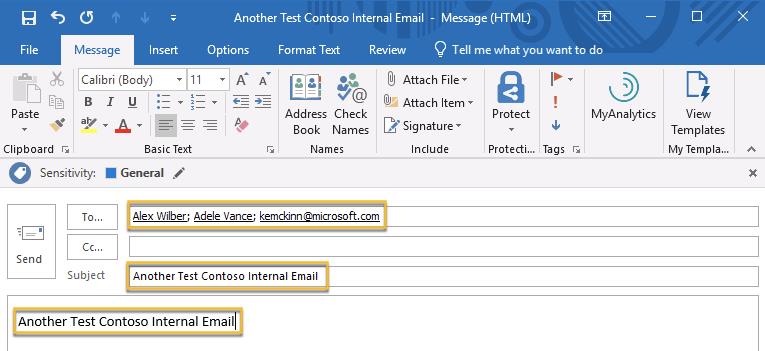 Another Test Contoso Internal Email - Message (HTML)
File Message Insert Options Format Text Review Tell me what you want to do
Paste
Clipboard
Calibri (Body) 11 A A
B I U
ab A
Basic Text
Address Book
Check Names
Names
Attach File
Attach Item
Signature
Include
Protect
Protecti...
Tags
MyAnalytics
View Templates
My Templa...
Sensitivity: General
Send
To... Alex Wilber; Adele Vance; kemckinn@microsoft.com
Cc...
Subject Another Test Contoso Internal Email
Another Test Contoso Internal Email